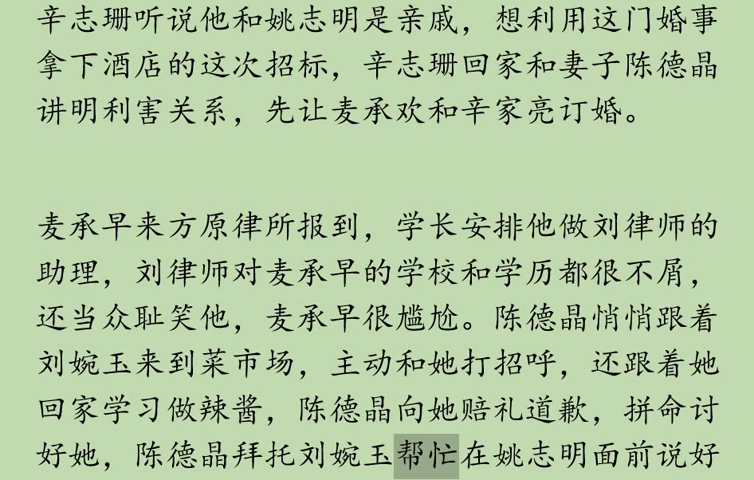 辛志珊听说他和姚志明是亲戚，想利用这门婚事
拿下酒店的这次招标，辛志珊回家和妻子陈德晶
讲明利害关系，先让麦承欢和辛家亮订婚。
麦承早来方原律所报到，学长安排他做刘律师的
助理，刘律师对麦承早的学校和学历都很不屑，
还当众耻笑他，麦承早很尴尬。陈德晶悄悄跟着
刘婉玉来到菜市场，主动和她打招呼，还跟着她
回家学习做辣酱，陈德晶向她赔礼道歉，拼命讨
好她，陈德晶拜托刘婉玉帮忙在姚志明面前说好